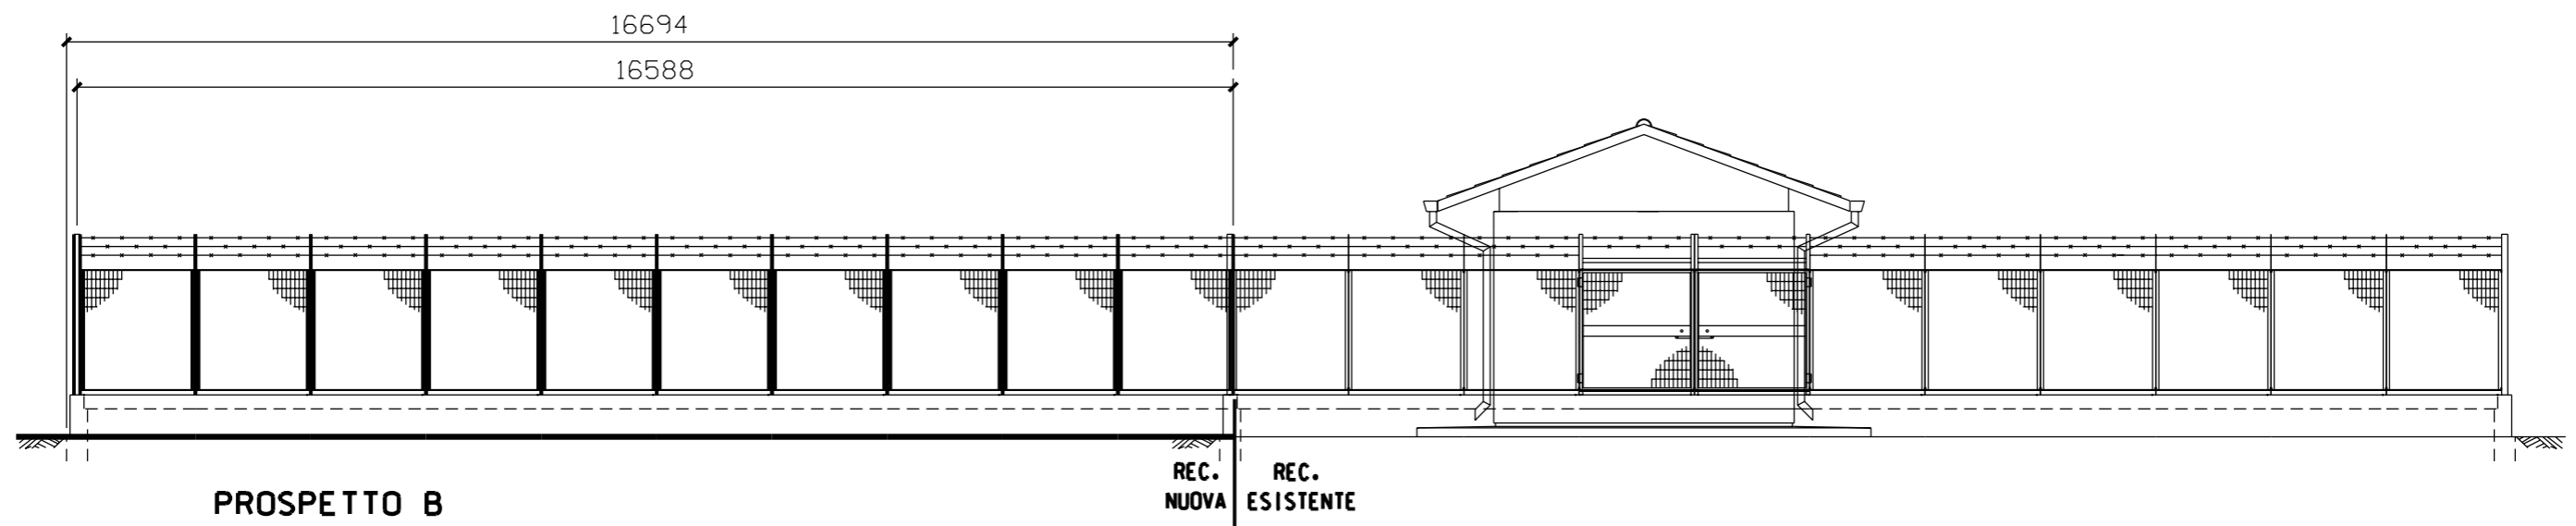 16694
16588
REC. REC.
NUOVA ESISTENTE
PROSPETTO B